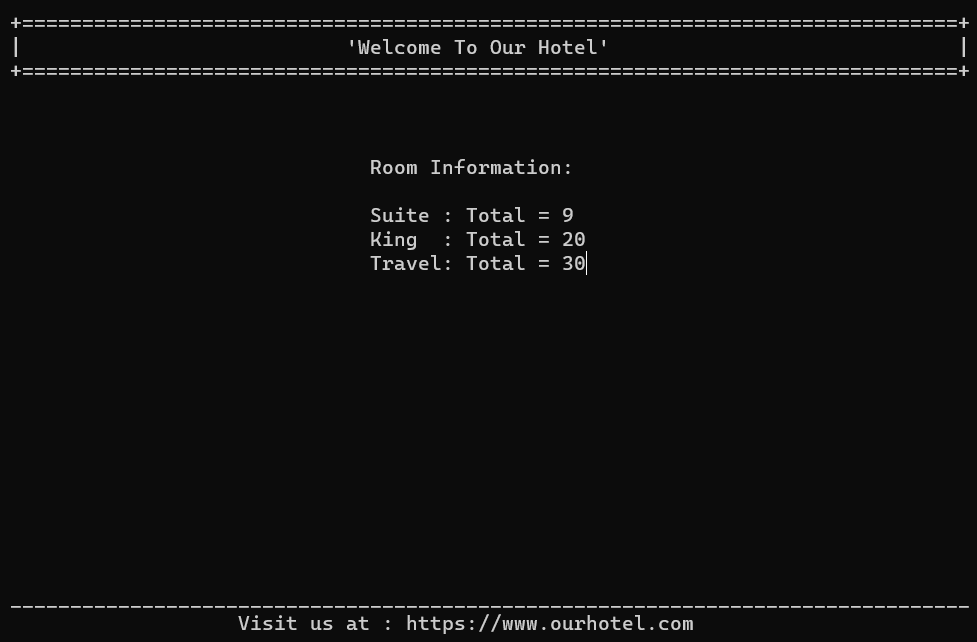 +==============================================================================+
|                           'Welcome To Our Hotel'                             |
+==============================================================================+
Room Information:
Suite : Total = 9
King  : Total = 20
Travel: Total = 30
________________________________________________________________________________
Visit us at : https://www.ourhotel.com